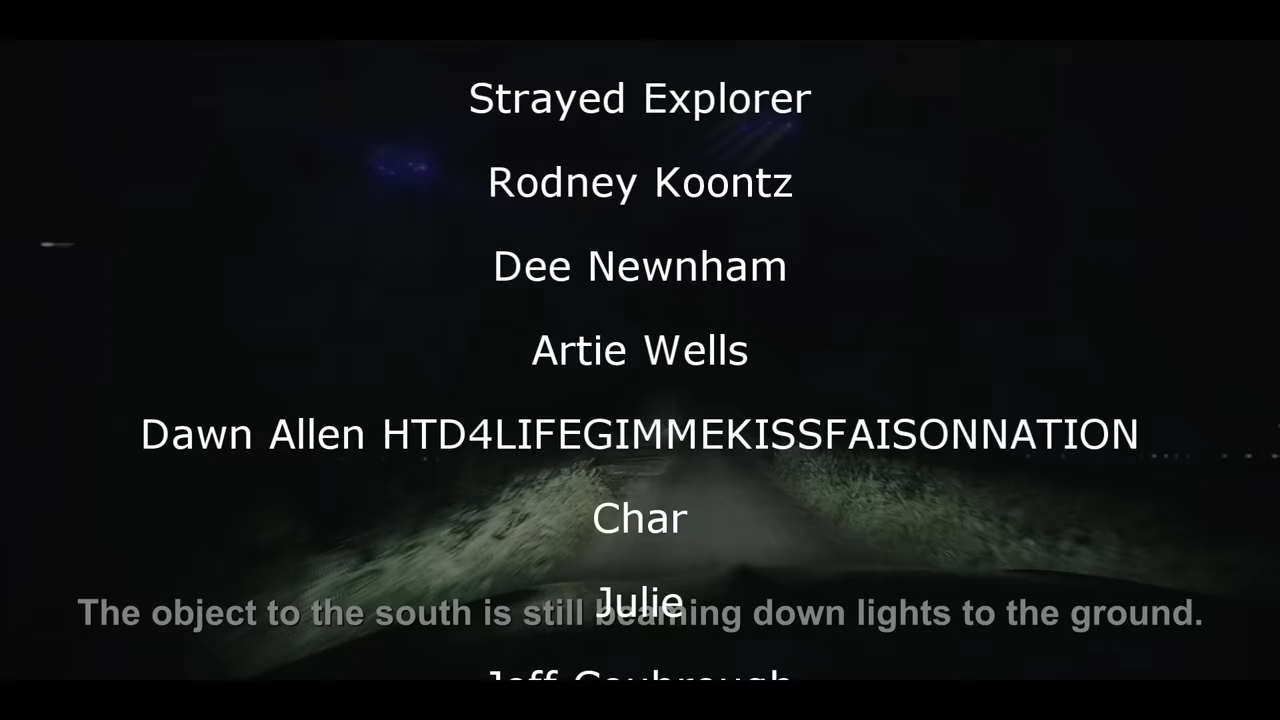 Strayed Explorer
Rodney Koontz
Dee Newnham
Artie Wells
Dawn Allen HTD4LIFEGIMMEKISSFAISONNATION
Char
Julie
The object to the south is still beaming down lights to the ground.
Jeff